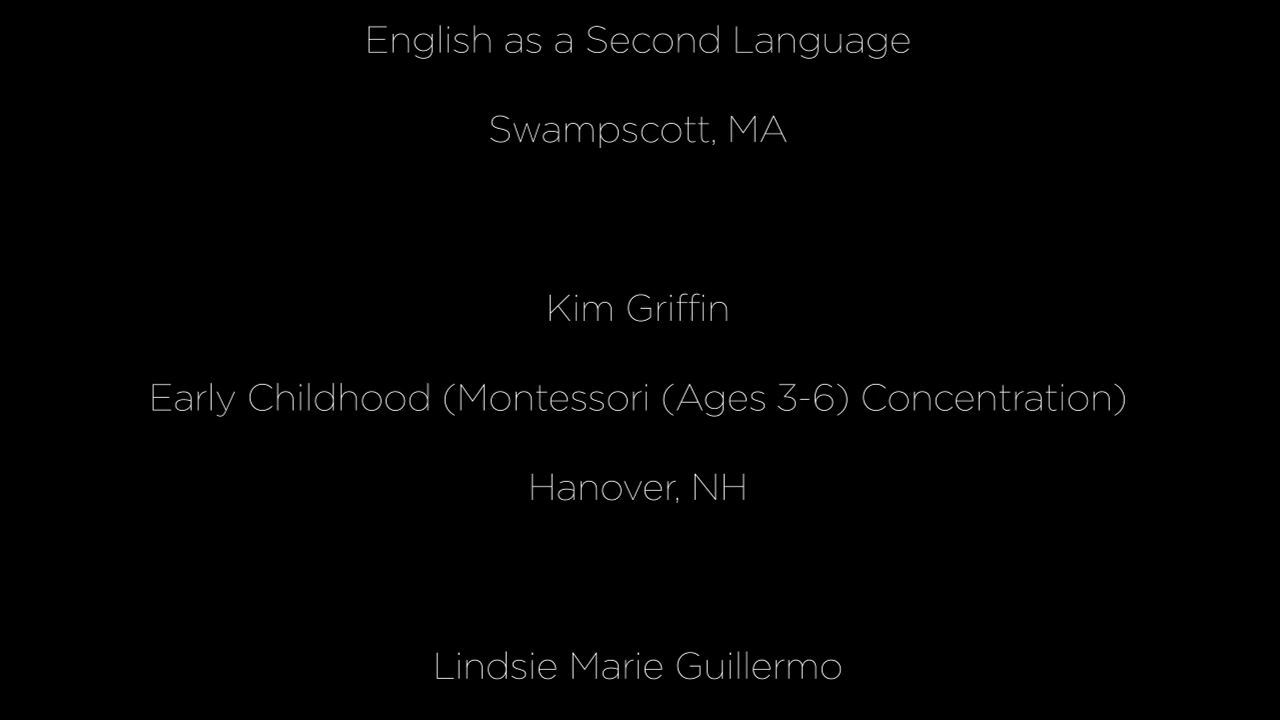 English as a Second Language
Swampscott, MA
Kim Griffin
Early Childhood (Montessori (Ages 3-6) Concentration)
Hanover, NH
Lindsie Marie Guillermo